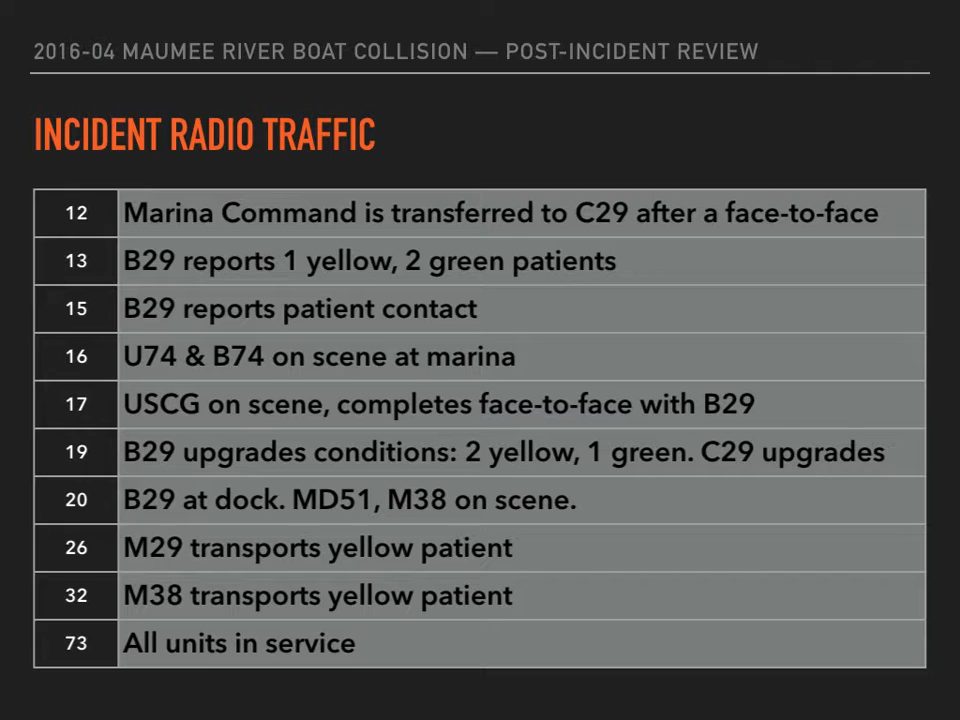 2016-04 MAUMEE RIVER BOAT COLLISION — POST-INCIDENT REVIEW
INCIDENT RADIO TRAFFIC
12 Marina Command is transferred to C29 after a face-to-face
13 B29 reports 1 yellow, 2 green patients
15 B29 reports patient contact
16 U74 & B74 on scene at marina
17 USCG on scene, completes face-to-face with B29
19 B29 upgrades conditions: 2 yellow, 1 green. C29 upgrades
20 B29 at dock. MD51, M38 on scene.
26 M29 transports yellow patient
32 M38 transports yellow patient
73 All units in service